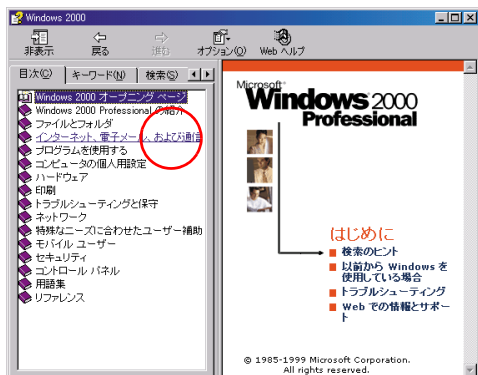 Windows 2000
非表示
戻る
進む
オプション(O)
Web ヘルプ
目次(C)
キーワード(N)
検索(S)
Windows 2000 オープニング ページ
Windows 2000 Professional の紹介
ファイルとフォルダ
インターネット、電子メール、および通信
プログラムを使用する
コンピュータの個人用設定
ハードウェア
印刷
トラブルシューティングと保守
ネットワーク
特殊なニーズに合わせたユーザー補助
モバイル ユーザー
セキュリティ
コントロール パネル
用語集
リファレンス
Microsoft
Windows 2000
Professional
はじめに
検索のヒント
以前から Windows を
使用している場合
トラブルシューティング
Web での情報とサポー
ト
© 1985-1999 Microsoft Corporation.
All rights reserved.